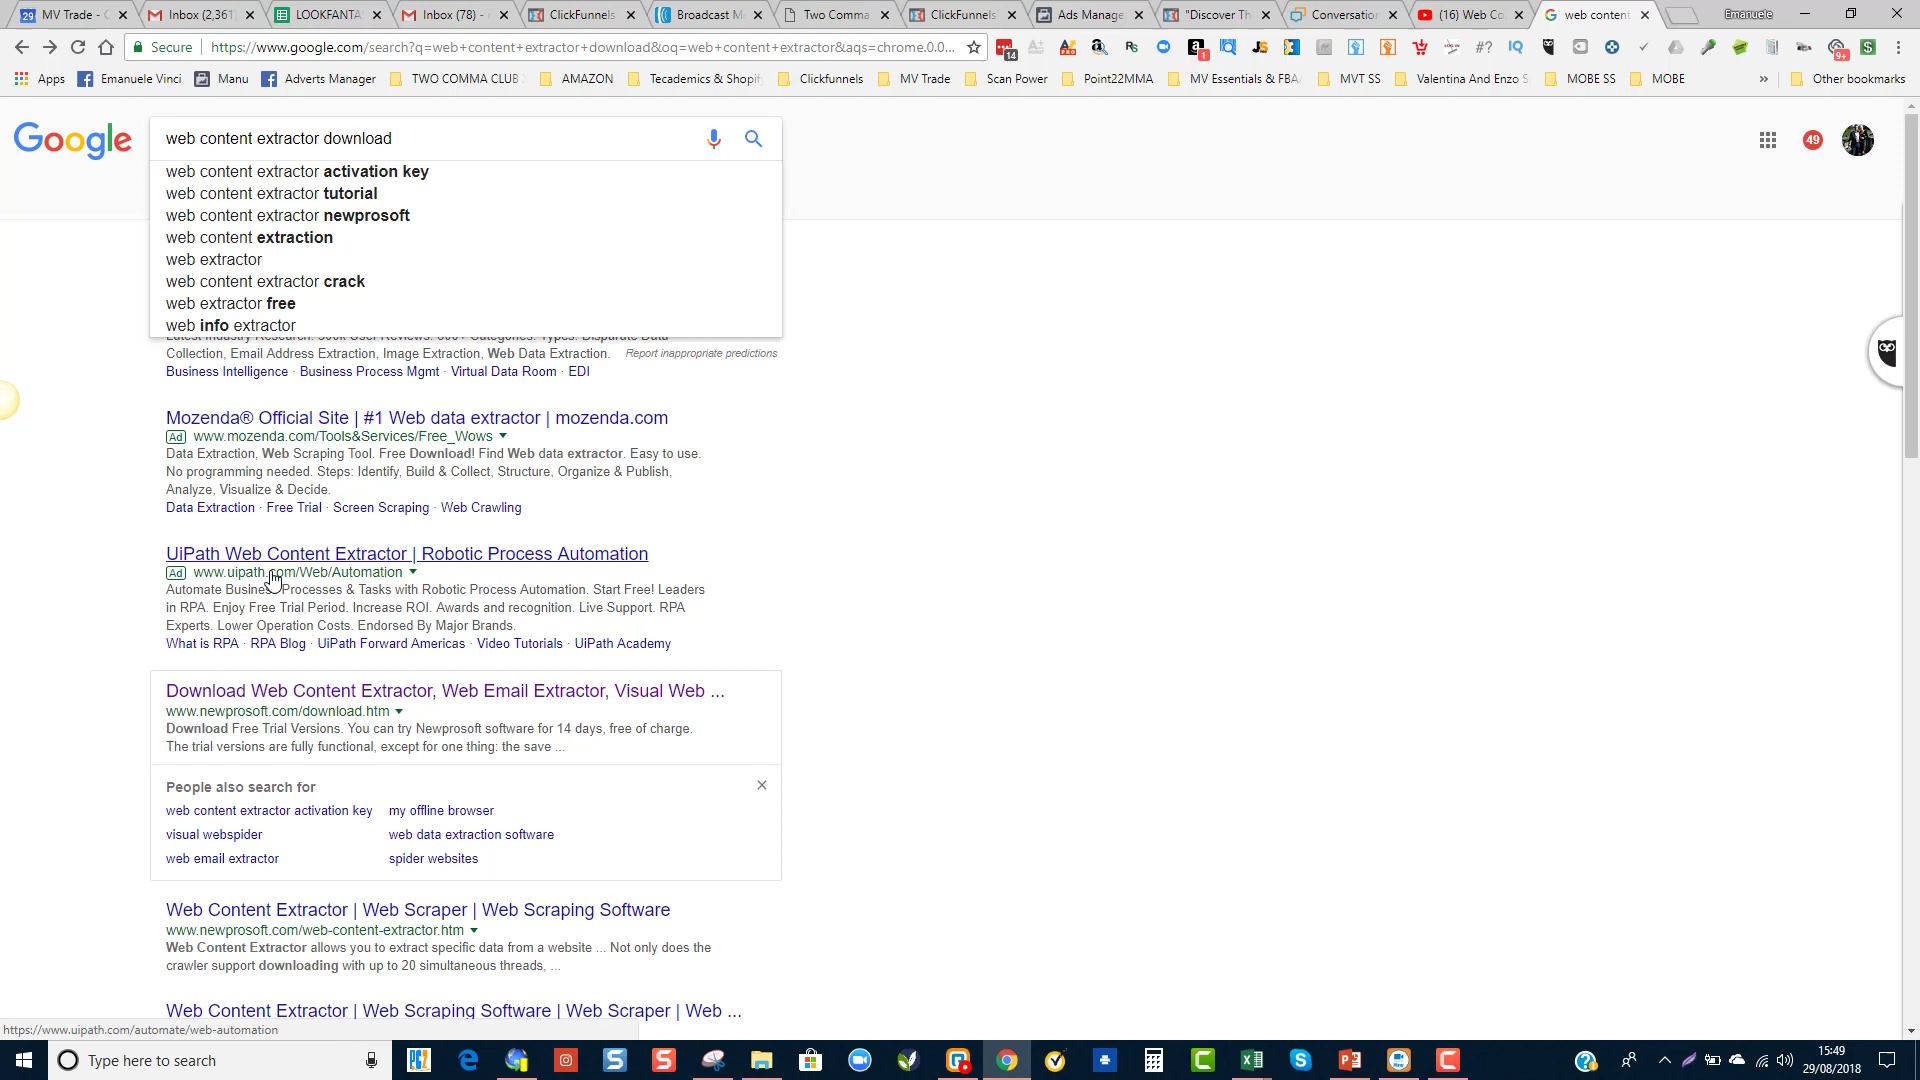 29 MV Trade - C
Inbox (2,361
LOOKFANTA
Inbox (78) -
ClickFunnels
Broadcast M
Two Comma
ClickFunnels
Ads Manage
"Discover Th
Conversation
(16) Web Co
web content
Emanuele
Secure
https://www.google.com/search?q=web+content+extractor+download&oq=web+content+extractor&aqs=chrome.0.0...
Apps
Emanuele Vinci
Manu
Adverts Manager
TWO COMMA CLUB
AMAZON
Tecademics & Shopif
Clickfunnels
MV Trade
Scan Power
Point22MMA
MV Essentials & FBA
MVT SS
Valentina And Enzo S
MOBE SS
MOBE
»
Other bookmarks
Google
web content extractor download
49
web content extractor activation key
web content extractor tutorial
web content extractor newprosoft
web content extraction
web extractor
web content extractor crack
web extractor free
web info extractor
Latest Industry Research. 500k User Reviews. 600+ Categories. Types: Disparate Data
Collection, Email Address Extraction, Image Extraction, Web Data Extraction.
Report inappropriate predictions
Business Intelligence · Business Process Mgmt · Virtual Data Room · EDI
Mozenda® Official Site | #1 Web data extractor | mozenda.com
Ad www.mozenda.com/Tools&Services/Free_Wows
Data Extraction, Web Scraping Tool. Free Download! Find Web data extractor. Easy to use.
No programming needed. Steps: Identify, Build & Collect, Structure, Organize & Publish,
Analyze, Visualize & Decide.
Data Extraction · Free Trial · Screen Scraping · Web Crawling
UiPath Web Content Extractor | Robotic Process Automation
Ad www.uipath.com/Web/Automation
Automate Business Processes & Tasks with Robotic Process Automation. Start Free! Leaders
in RPA. Enjoy Free Trial Period. Increase ROI. Awards and recognition. Live Support. RPA
Experts. Lower Operation Costs. Endorsed By Major Brands.
What is RPA · RPA Blog · UiPath Forward Americas · Video Tutorials · UiPath Academy
Download Web Content Extractor, Web Email Extractor, Visual Web ...
www.newprosoft.com/download.htm
Download Free Trial Versions. You can try Newprosoft software for 14 days, free of charge.
The trial versions are fully functional, except for one thing: the save ...
People also search for
web content extractor activation key
my offline browser
visual webspider
web data extraction software
web email extractor
spider websites
Web Content Extractor | Web Scraper | Web Scraping Software
www.newprosoft.com/web-content-extractor.htm
Web Content Extractor allows you to extract specific data from a website ... Not only does the
crawler support downloading with up to 20 simultaneous threads, ...
Web Content Extractor | Web Scraping Software | Web Scraper | Web ...
https://www.uipath.com/automate/web-automation
Type here to search
15:49
29/08/2018